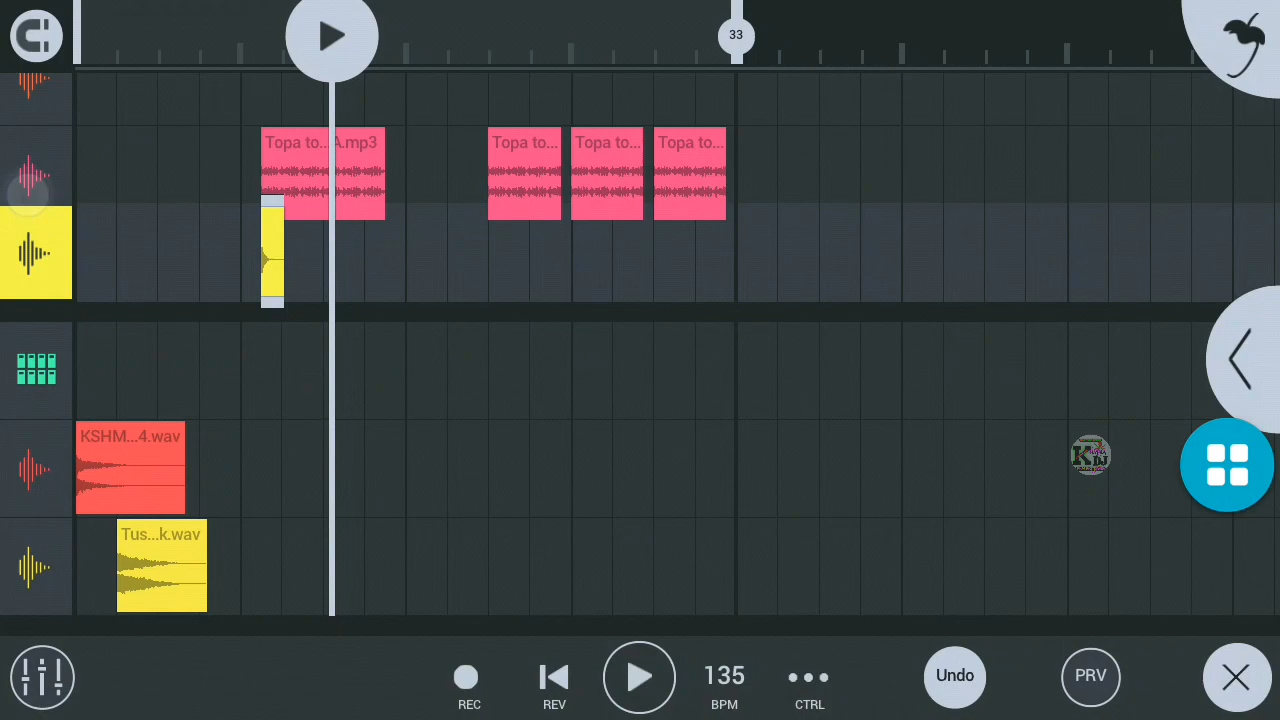 33
Topa to... A.mp3
Topa to...
Topa to...
Topa to...
KSHM...4.wav
Tus...k.wav
REC
REV
135
BPM
CTRL
Undo
PRV